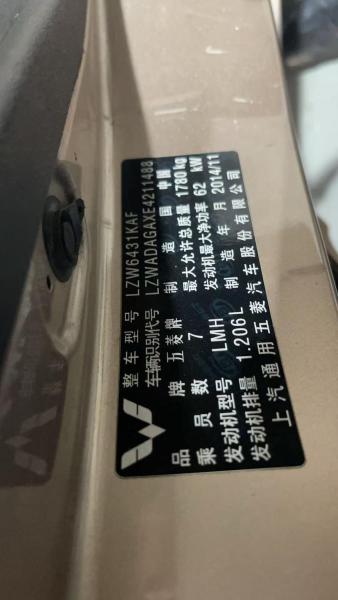 整车型号 LZW6431KAF
车辆识别代号 LZWADAGAXE4211488
品牌 五菱牌 制造国 中国
乘员数 7 最大允许总质量 1780 kg
发动机型号 LMH 发动机最大净功率 62 kW
发动机排量 1.206 L 制造年月 2014/11
上汽通用五菱汽车股份有限公司